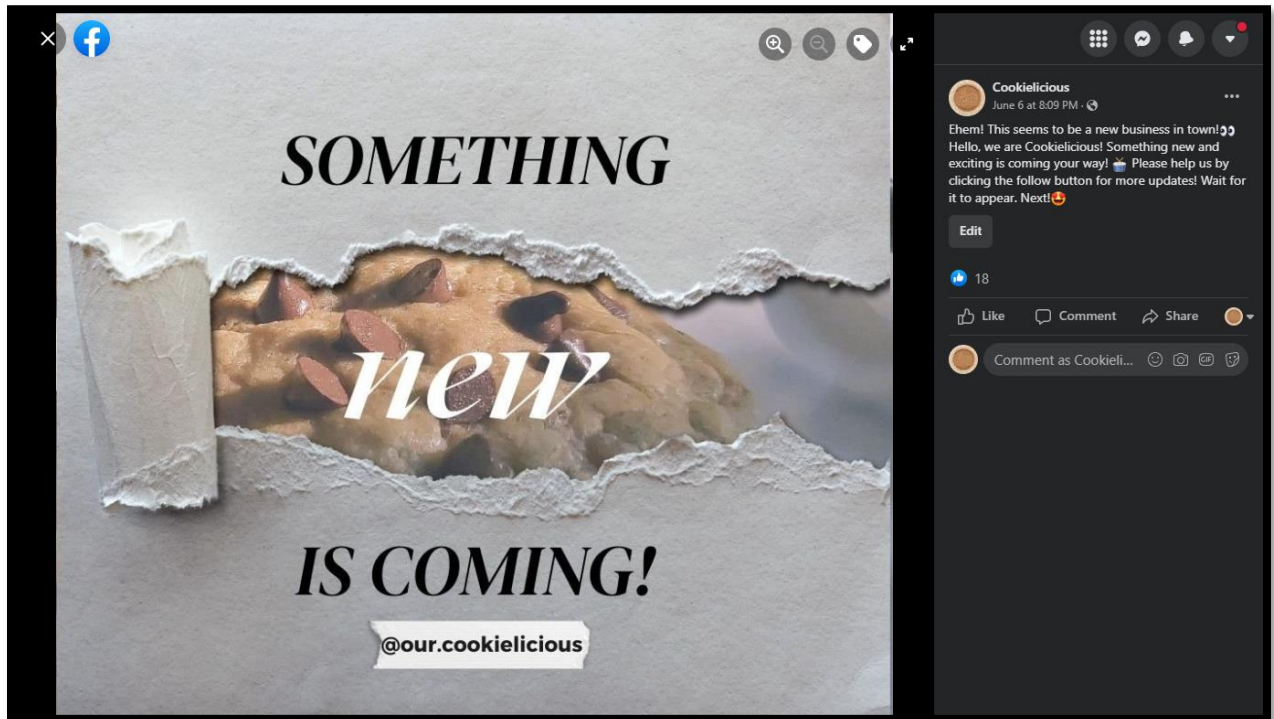 SOMETHING
new
IS COMING!
@our.cookielicious
Cookielicious
June 6 at 8:09 PM ·
Ehem! This seems to be a new business in town!👀
Hello, we are Cookielicious! Something new and
exciting is coming your way! Please help us by
clicking the follow button for more updates! Wait for
it to appear. Next!🤩
Edit
18
Like Comment Share
Comment as Cookieli... GIF